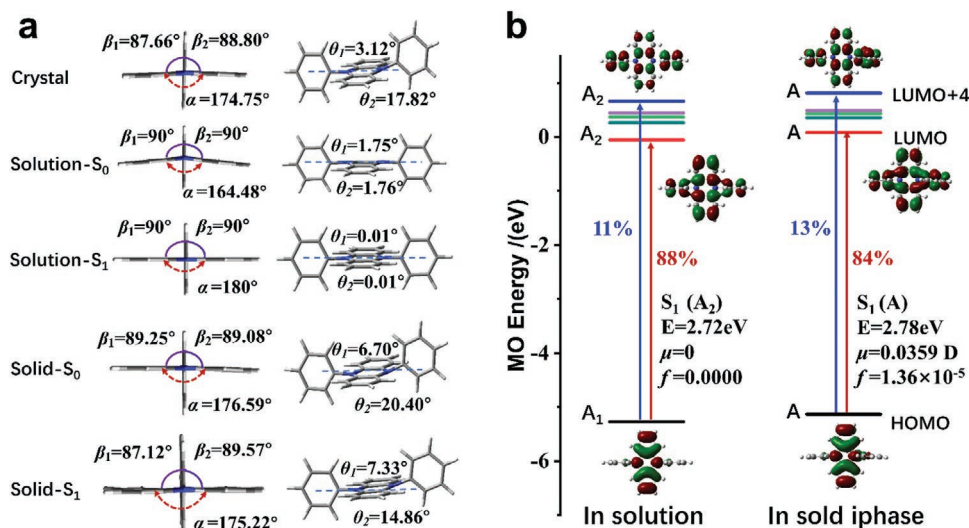 a
Crystal
β₁=87.66° β₂=88.80°
α=174.75°
θ₁=3.12°
θ₂=17.82°
Solution-S₀
β₁=90° β₂=90°
α=164.48°
θ₁=1.75°
θ₂=1.76°
Solution-S₁
β₁=90° β₂=90°
α=180°
θ₁=0.01°
θ₂=0.01°
Solid-S₀
β₁=89.25° β₂=89.08°
α=176.59°
θ₁=6.70°
θ₂=20.40°
Solid-S₁
β₁=87.12° β₂=89.57°
α=175.22°
θ₁=7.33°
θ₂=14.86°
b
MO Energy /(eV)
0
-2
-4
-6
A₂
A₂
11%
88%
S₁ (A₂)
E=2.72eV
μ=0
f=0.0000
A₁
In solution
A
LUMO+4
A
LUMO
13%
84%
S₁ (A)
E=2.78eV
μ=0.0359 D
f=1.36×10⁻⁵
A
HOMO
In sold iphase